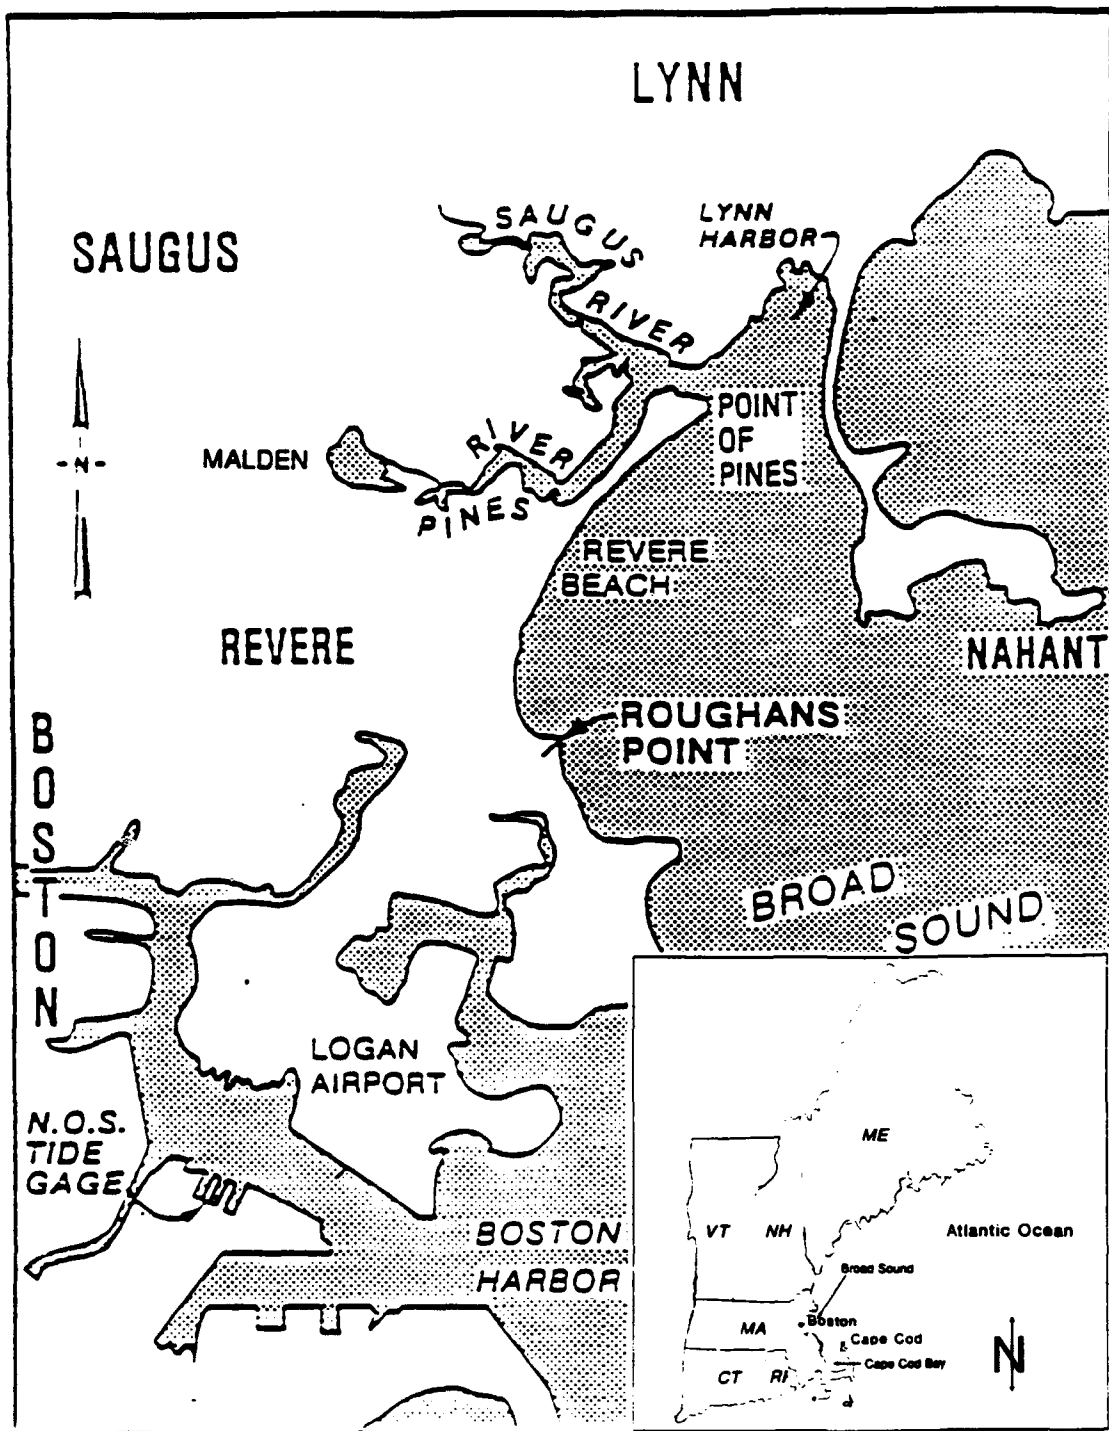 LYNN
SAUGUS
SAUGUS
RIVER
LYNN
HARBOR
POINT
OF
PINES
N
MALDEN
RIVER
PINES
REVERE
BEACH
REVERE
NAHANT
ROUGHANS
POINT
BOSTON
BROAD
SOUND
LOGAN
AIRPORT
N.O.S.
TIDE
GAGE
BOSTON
HARBOR
ME
VT
NH
Atlantic Ocean
Broad Sound
Boston
MA
Cape Cod
Cape Cod Bay
CT
RI
N